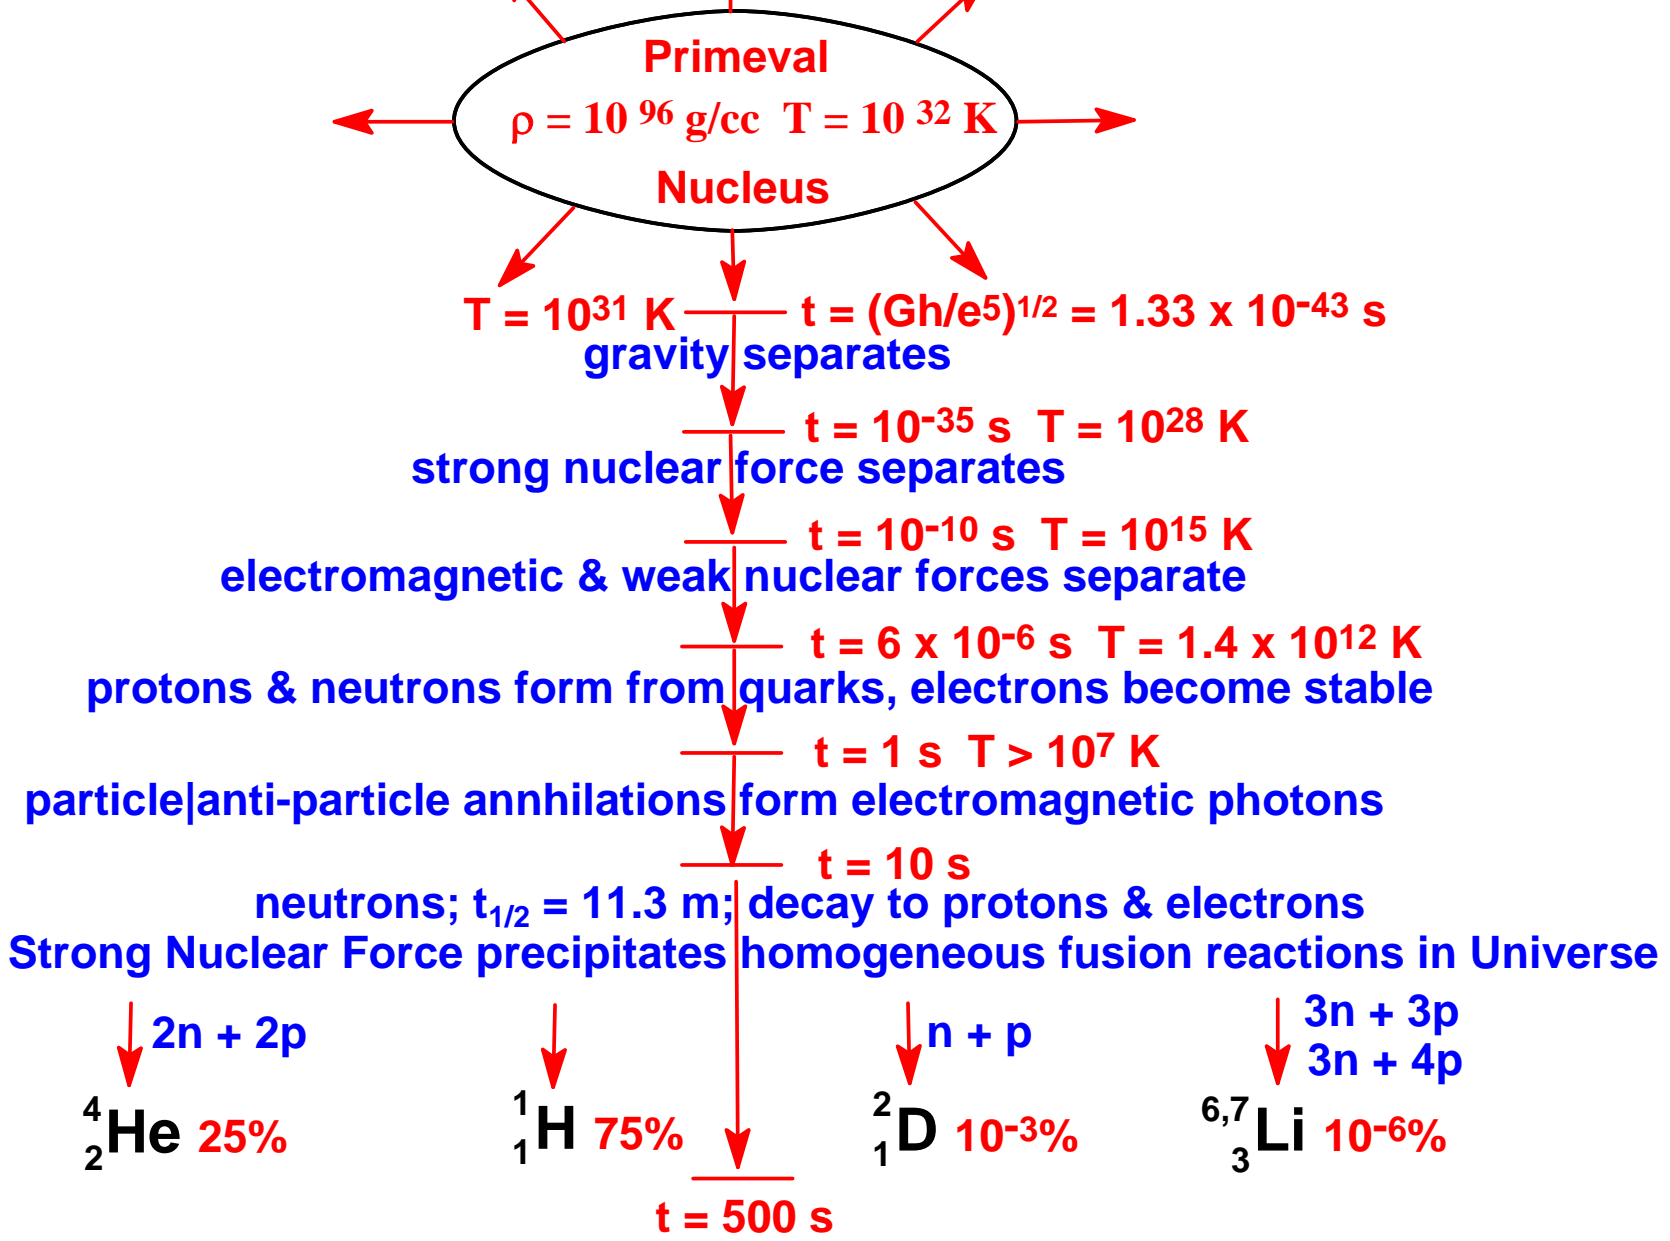 Primeval
ρ = 10 96 g/cc T = 10 32 K
Nucleus
T = 10³¹ K t = (Gh/e⁵)¹/² = 1.33 x 10⁻⁴³ s
gravity separates
t = 10⁻³⁵ s T = 10²⁸ K
strong nuclear force separates
t = 10⁻¹⁰ s T = 10¹⁵ K
electromagnetic & weak nuclear forces separate
t = 6 x 10⁻⁶ s T = 1.4 x 10¹² K
protons & neutrons form from quarks, electrons become stable
t = 1 s T > 10⁷ K
particle|anti-particle annhilations form electromagnetic photons
t = 10 s
neutrons; t₁/₂ = 11.3 m; decay to protons & electrons
Strong Nuclear Force precipitates homogeneous fusion reactions in Universe
2n + 2p n + p 3n + 3p
3n + 4p
⁴₂He 25% ¹₁H 75% ²₁D 10⁻³% ⁶,⁷₃Li 10⁻⁶%
t = 500 s